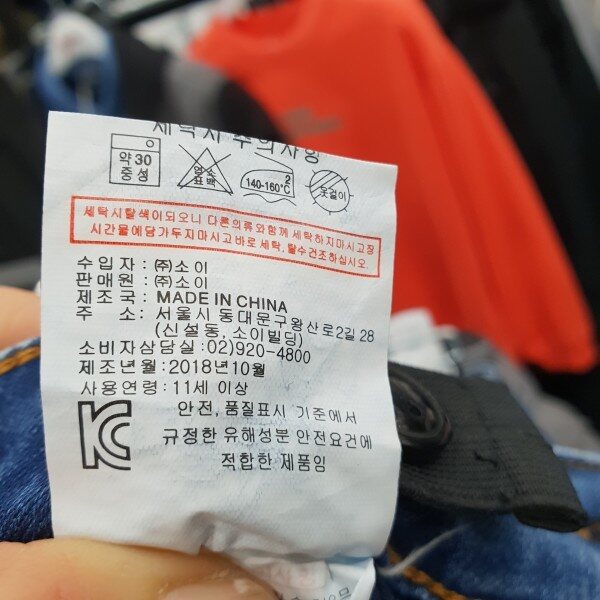 세탁시 주의사항
약30
중성
염소
표백
2
140-160℃
옷걸이
세탁시탈색이되오니 다른의류와함께 세탁하지마시고장
시간물에담가두지마시고바로세탁, 탈수건조하십시오.
수입자 : ㈜소이
판매원 : ㈜소이
제조국 : MADE IN CHINA
주 소 : 서울시 동대문구왕산로2길 28
(신설동, 소이빌딩)
소비자상담실:02)920-4800
제조년월 : 2018년10월
사용연령 : 11세 이상
안전, 품질표시 기준에서
규정한 유해성분 안전요건에
적합한 제품임